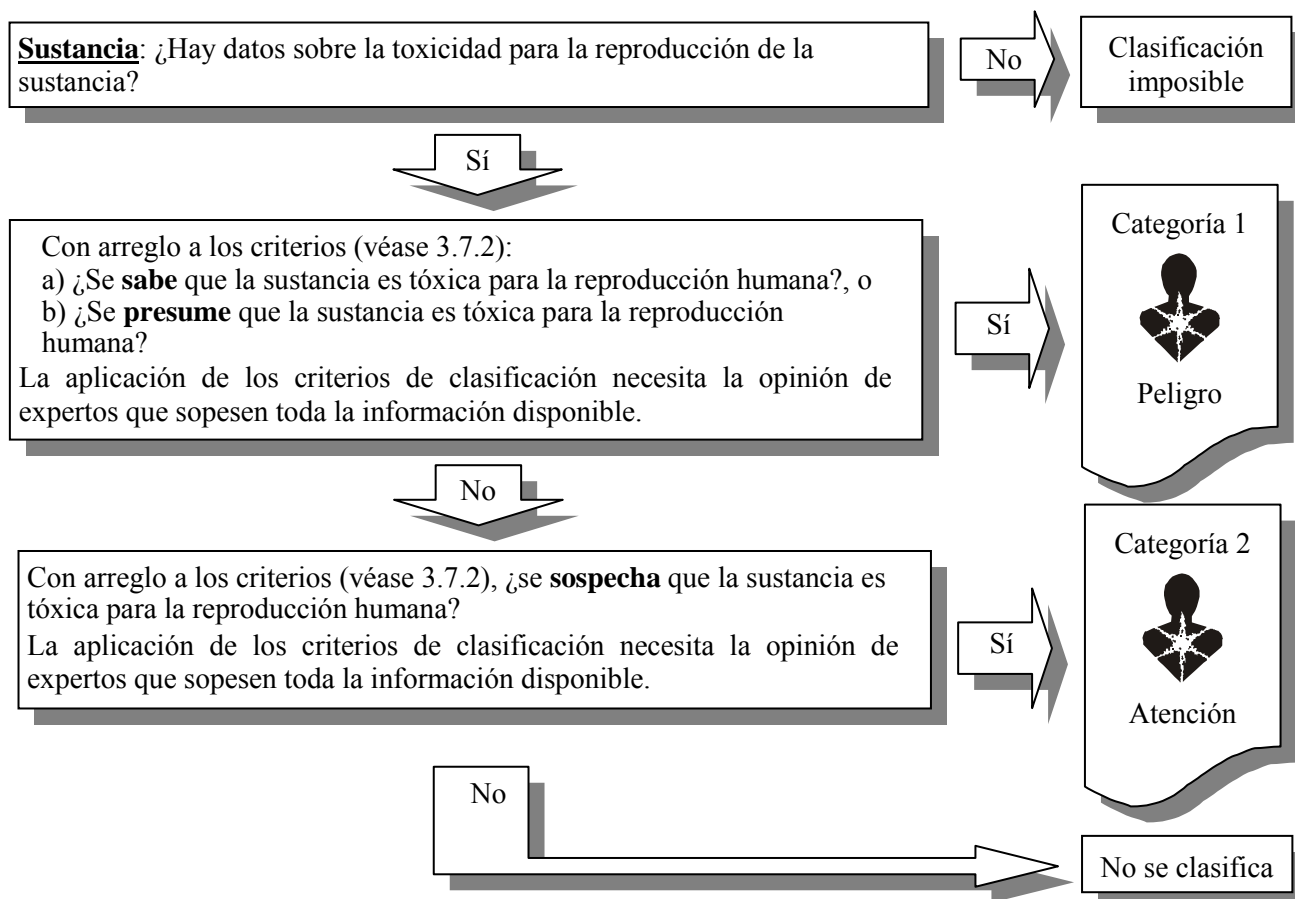 Sustancia: ¿Hay datos sobre la toxicidad para la reproducción de la
sustancia?
No
Clasificación
imposible
Sí
Con arreglo a los criterios (véase 3.7.2):
a) ¿Se sabe que la sustancia es tóxica para la reproducción humana?, o
b) ¿Se presume que la sustancia es tóxica para la reproducción
humana?
La aplicación de los criterios de clasificación necesita la opinión de
expertos que sopesen toda la información disponible.
Sí
Categoría 1
Peligro
No
Con arreglo a los criterios (véase 3.7.2), ¿se sospecha que la sustancia es
tóxica para la reproducción humana?
La aplicación de los criterios de clasificación necesita la opinión de
expertos que sopesen toda la información disponible.
Sí
Categoría 2
Atención
No
No se clasifica